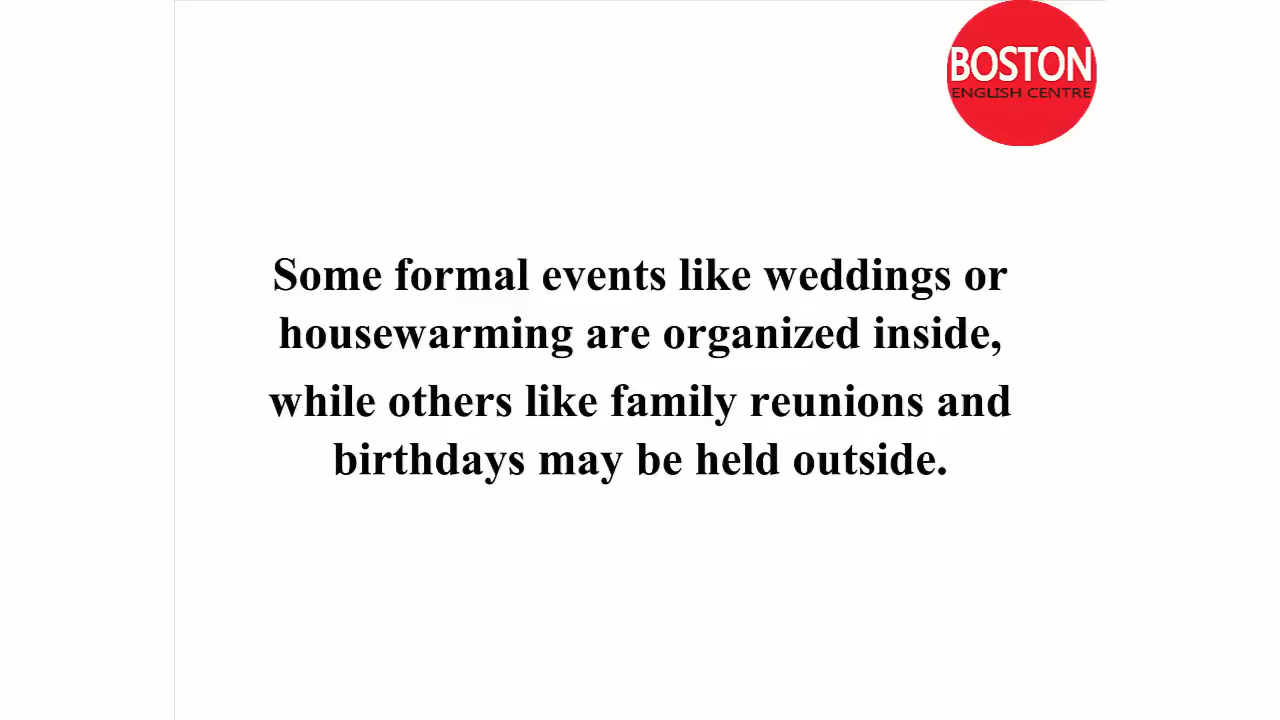 BOSTON
ENGLISH CENTRE
Some formal events like weddings or
housewarming are organized inside,
while others like family reunions and
birthdays may be held outside.